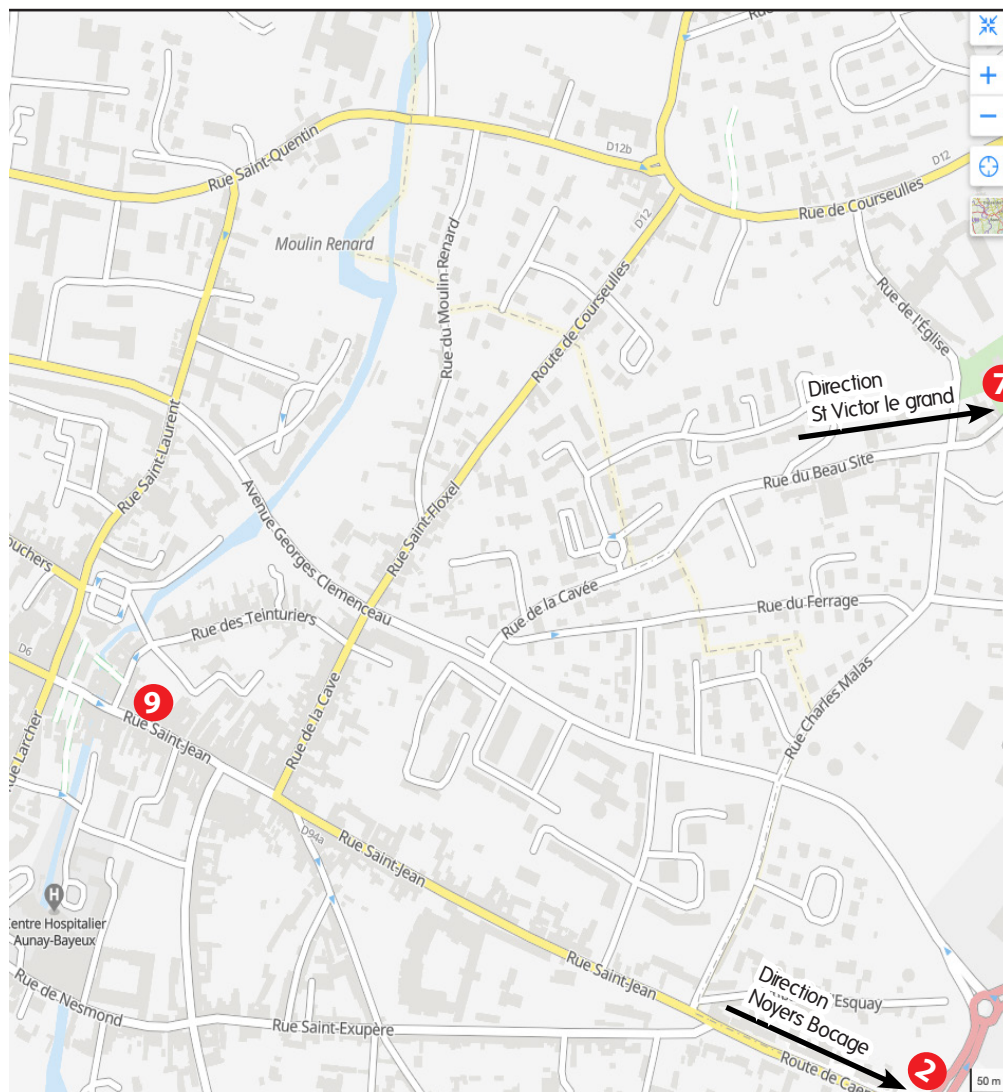 Rue
Rue Saint-Quentin
D12b
D12
Rue de Courseulles
Moulin Renard
D12
Rue du Moulin Renard
Route de Courseulles
Rue de l'Église
Direction
St Victor le grand
7
Rue Saint-Laurent
Avenue Georges Clemenceau
Rue Saint-Floxel
Rue du Beau Site
ouchers
Rue de la Cavée
Rue du Ferrage
Rue des Teinturiers
D6
Rue Charles Malas
9
Rue Saint-Jean
Rue de la Cave
Rue Larcher
D94a
Rue Saint-Jean
H
Centre Hospitalier
Aunay-Bayeux
Rue Saint-Jean
Direction
Noyers Bocage
Esquay
Rue de Nesmond
Rue Saint-Exupère
Route de Caen
2
50 m